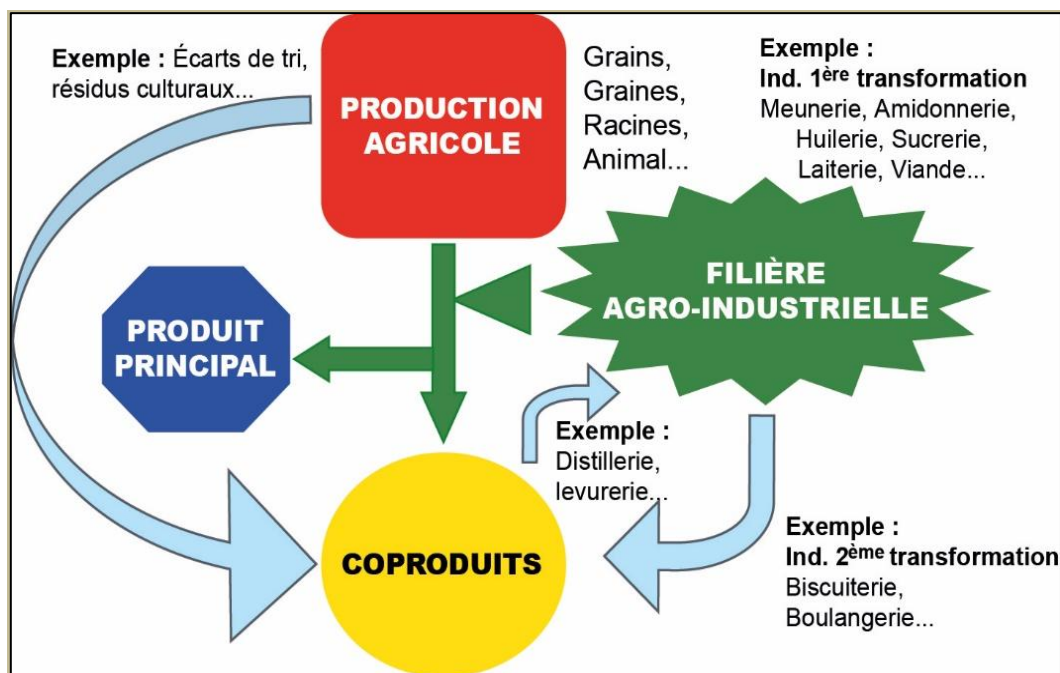 Exemple : Écarts de tri,
résidus culturaux...
PRODUCTION
AGRICOLE
Grains,
Graines,
Racines,
Animal...
Exemple :
Ind. 1ère transformation
Meunerie, Amidonnerie,
Huilerie, Sucrerie,
Laiterie, Viande...
FILIÈRE
AGRO-INDUSTRIELLE
PRODUIT
PRINCIPAL
Exemple :
Distillerie,
levurerie...
COPRODUITS
Exemple :
Ind. 2ème transformation
Biscuiterie,
Boulangerie...